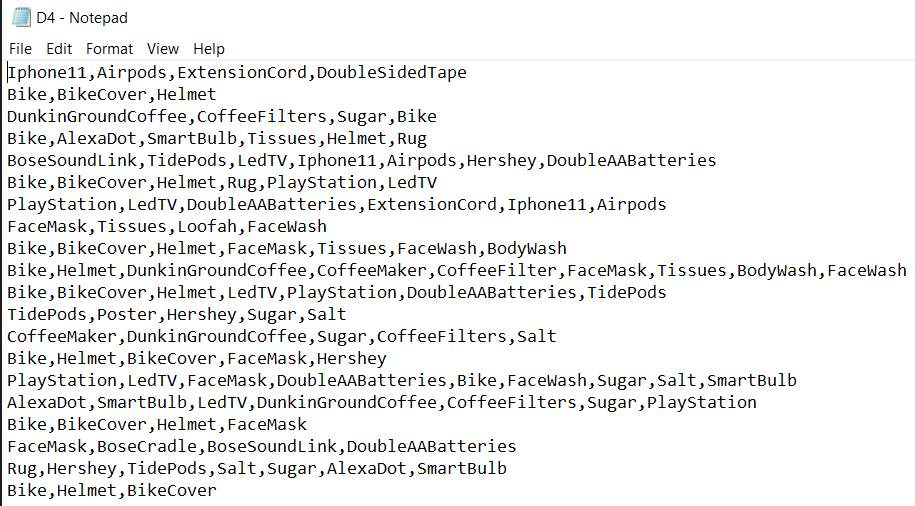 D4 - Notepad
File Edit Format View Help
Iphone11,Airpods,ExtensionCord,DoubleSidedTape
Bike,BikeCover,Helmet
DunkinGroundCoffee,CoffeeFilters,Sugar,Bike
Bike,AlexaDot,SmartBulb,Tissues,Helmet,Rug
BoseSoundLink,TidePods,LedTV,Iphone11,Airpods,Hershey,DoubleAABatteries
Bike,BikeCover,Helmet,Rug,PlayStation,LedTV
PlayStation,LedTV,DoubleAABatteries,ExtensionCord,Iphone11,Airpods
FaceMask,Tissues,Loofah,FaceWash
Bike,BikeCover,Helmet,FaceMask,Tissues,FaceWash,BodyWash
Bike,Helmet,DunkinGroundCoffee,CoffeeMaker,CoffeeFilter,FaceMask,Tissues,BodyWash,FaceWash
Bike,BikeCover,Helmet,LedTV,PlayStation,DoubleAABatteries,TidePods
TidePods,Poster,Hershey,Sugar,Salt
CoffeeMaker,DunkinGroundCoffee,Sugar,CoffeeFilters,Salt
Bike,Helmet,BikeCover,FaceMask,Hershey
PlayStation,LedTV,FaceMask,DoubleAABatteries,Bike,FaceWash,Sugar,Salt,SmartBulb
AlexaDot,SmartBulb,LedTV,DunkinGroundCoffee,CoffeeFilters,Sugar,PlayStation
Bike,BikeCover,Helmet,FaceMask
FaceMask,BoseCradle,BoseSoundLink,DoubleAABatteries
Rug,Hershey,TidePods,Salt,Sugar,AlexaDot,SmartBulb
Bike,Helmet,BikeCover